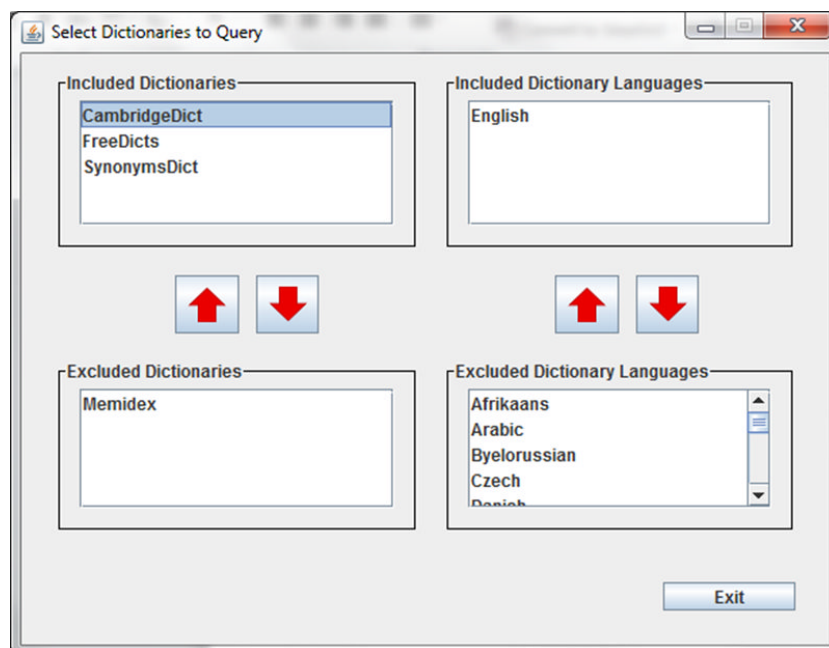 Select Dictionaries to Query
Included Dictionaries
CambridgeDict
FreeDicts
SynonymsDict
Included Dictionary Languages
English
Excluded Dictionaries
Memidex
Excluded Dictionary Languages
Afrikaans
Arabic
Byelorussian
Czech
Danish
Exit